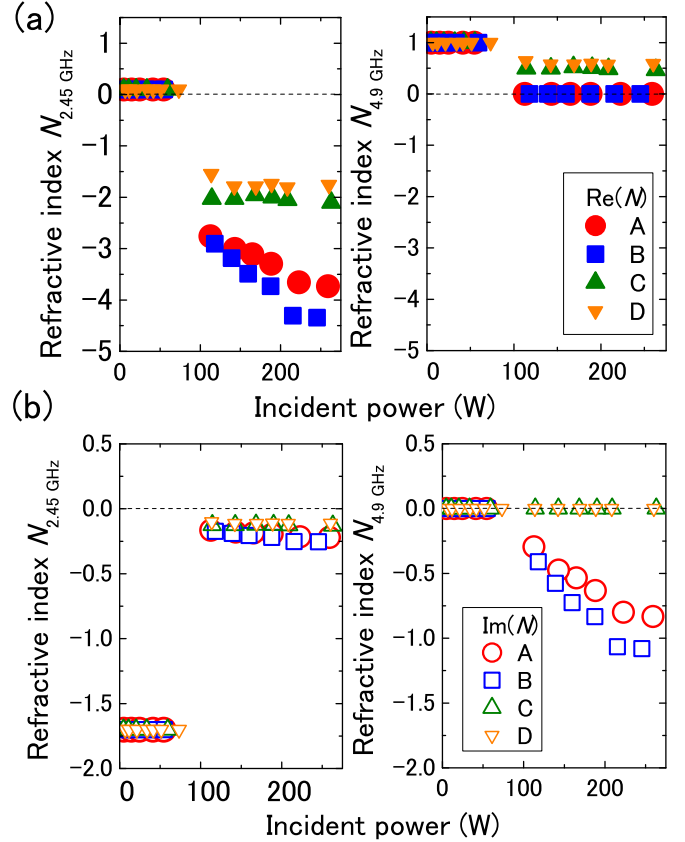 (a)
Refractive index N2.45 GHz
1
0
−1
−2
−3
−4
−5
0 100 200
Refractive index N4.9 GHz
1
0
−1
−2
−3
−4
−5
0 100 200
Re(N)
A
B
C
D
Incident power (W)
(b)
Refractive index N2.45 GHz
0.5
0.0
−0.5
−1.0
−1.5
−2.0
0 100 200
Refractive index N4.9 GHz
0.5
0.0
−0.5
−1.0
−1.5
−2.0
0 100 200
Im(N)
A
B
C
D
Incident power (W)